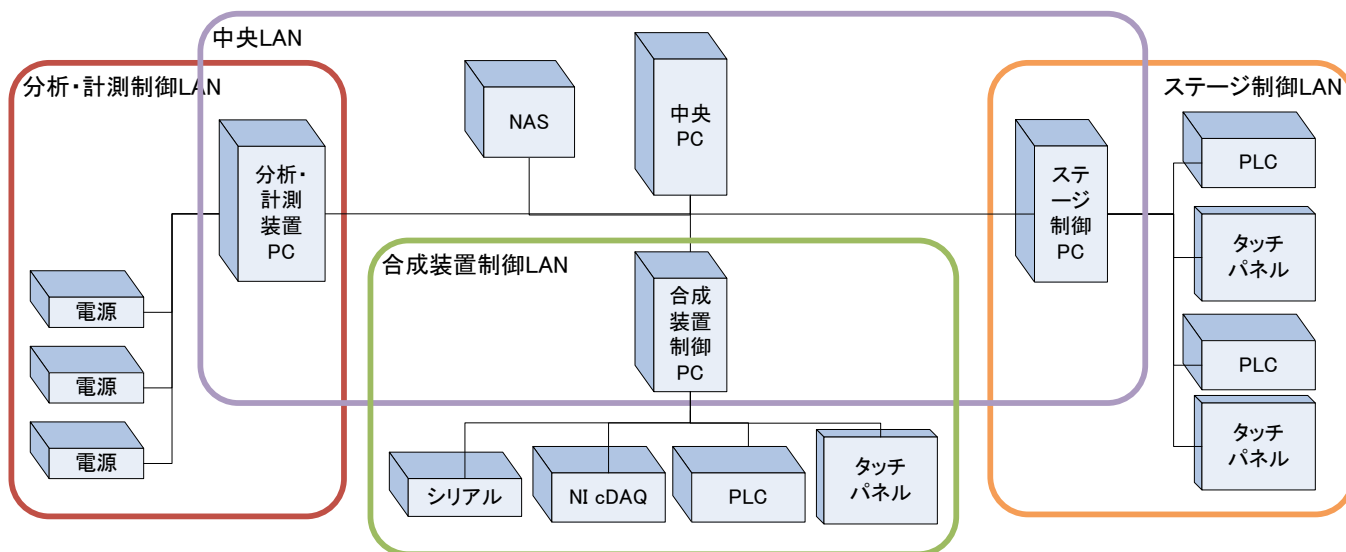 中央LAN
分析・計測制御LAN
ステージ制御LAN
NAS
中央
PC
分析・
計測
装置
PC
ステ
ージ
制御
PC
PLC
タッチ
パネル
PLC
タッチ
パネル
電源
電源
電源
合成装置制御LAN
合成
装置
制御
PC
シリアル
NI cDAQ
PLC
タッチ
パネル